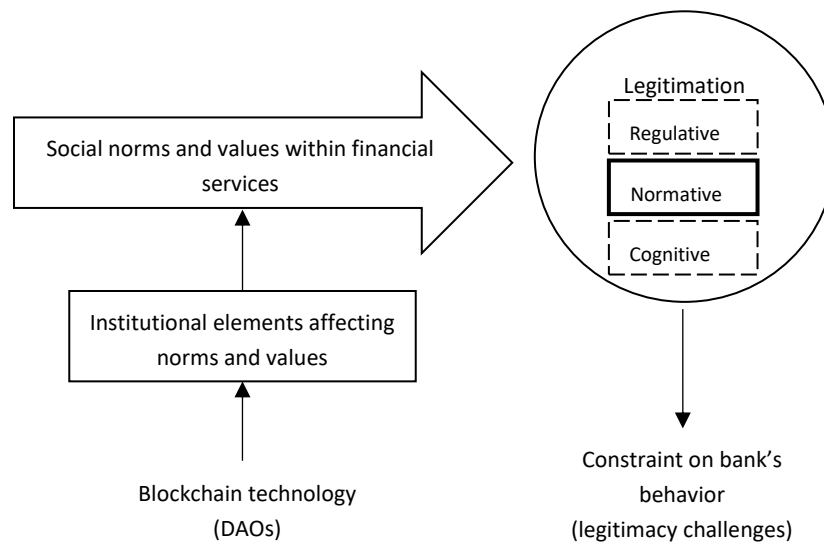 Social norms and values within financial
services
Institutional elements affecting
norms and values
Blockchain technology
(DAOs)
Legitimation
Regulative
Normative
Cognitive
Constraint on bank’s
behavior
(legitimacy challenges)